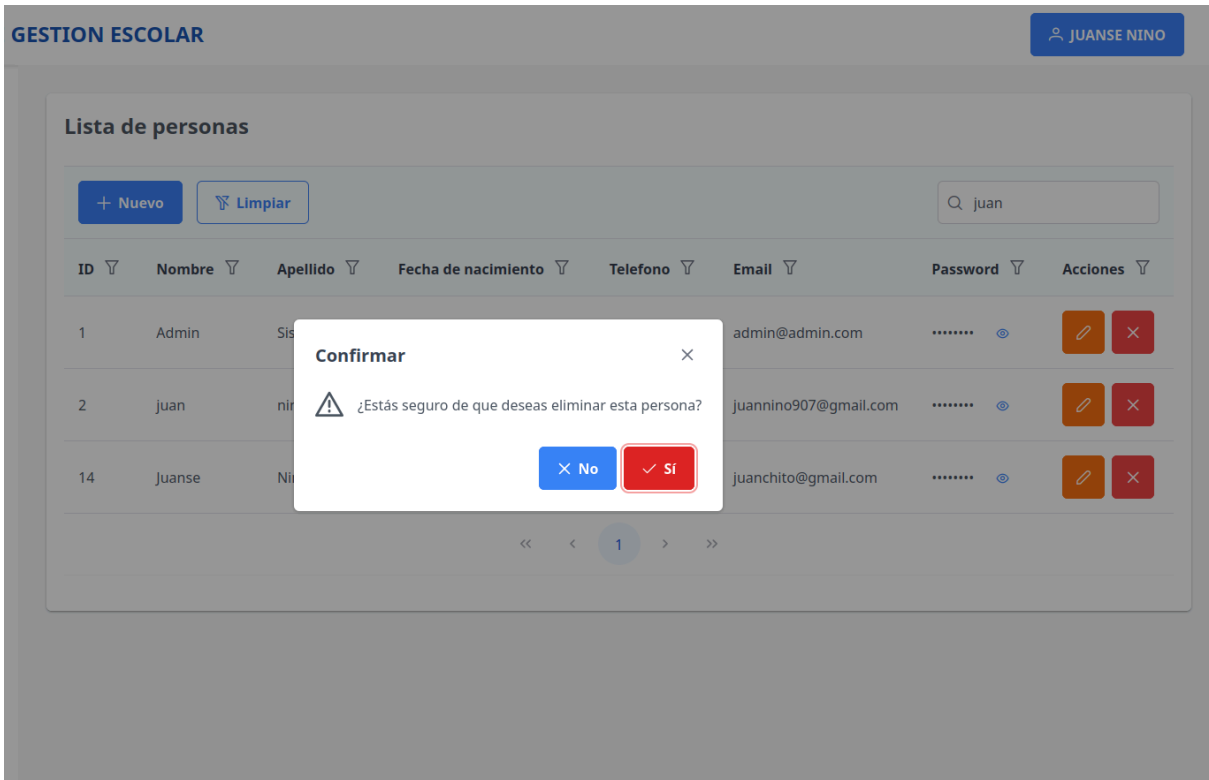 GESTION ESCOLAR JUANSE NINO
Lista de personas
+ Nuevo Limpiar juan
ID Nombre Apellido Fecha de nacimiento Telefono Email Password Acciones
1 Admin Sis admin@admin.com ••••••••
Confirmar
¿Estás seguro de que deseas eliminar esta persona?
2 juan nin juannino907@gmail.com ••••••••
No Sí
14 Juanse Ni juanchito@gmail.com ••••••••
« ‹ 1 › »